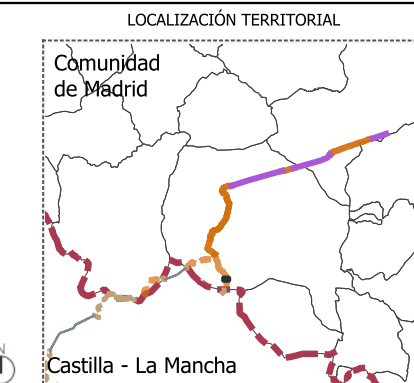 LOCALIZACIÓN TERRITORIAL
Comunidad
de Madrid
N
Castilla - La Mancha